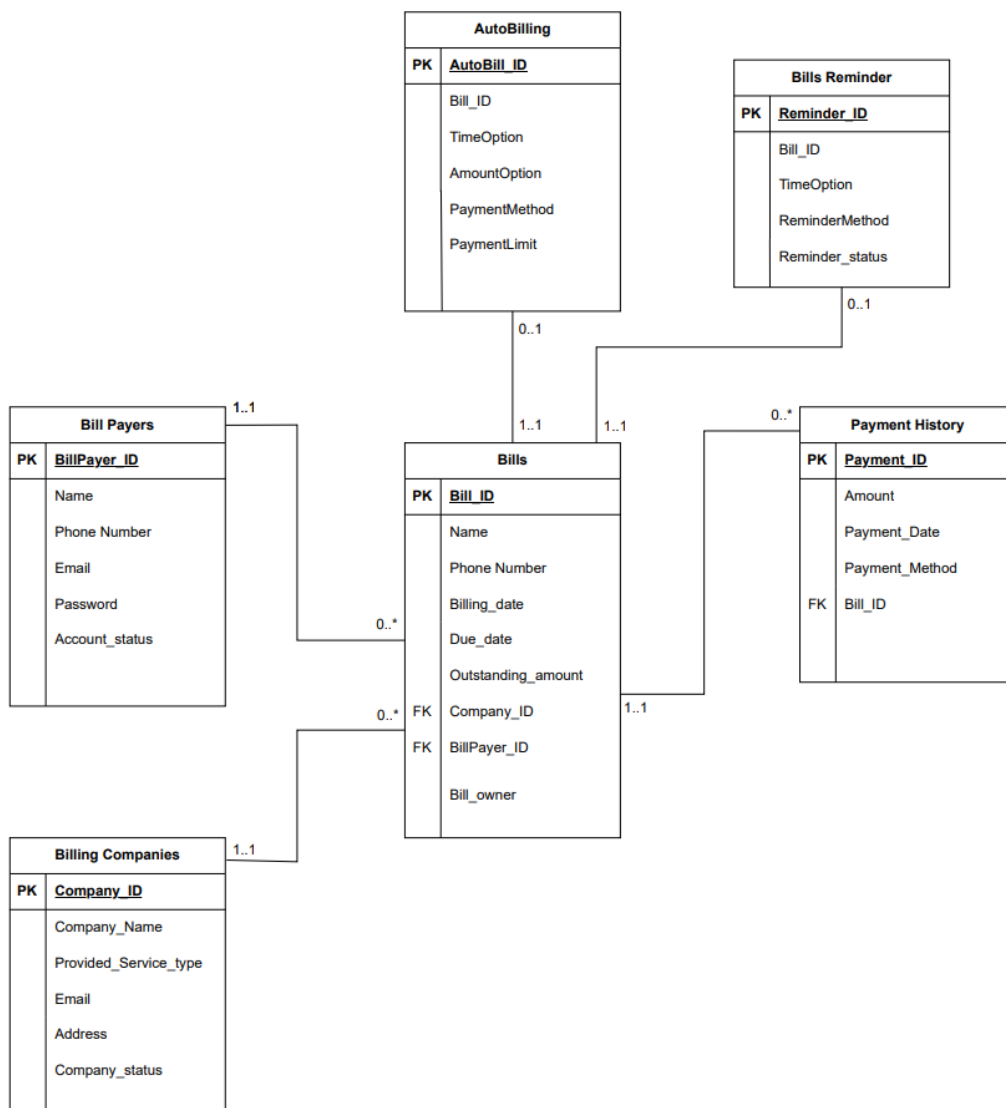 AutoBilling
PK AutoBill_ID
Bill_ID
TimeOption
AmountOption
PaymentMethod
PaymentLimit
0..1
1..1
Bills Reminder
PK Reminder_ID
Bill_ID
TimeOption
ReminderMethod
Reminder_status
0..1
1..1
Bill Payers
PK BillPayer_ID
Name
Phone Number
Email
Password
Account_status
1..1
0..*
Bills
PK Bill_ID
Name
Phone Number
Billing_date
Due_date
Outstanding_amount
FK Company_ID
FK BillPayer_ID
Bill_owner
0..*
1..1
Payment History
PK Payment_ID
Amount
Payment_Date
Payment_Method
FK Bill_ID
0..*
1..1
Billing Companies
PK Company_ID
Company_Name
Provided_Service_type
Email
Address
Company_status